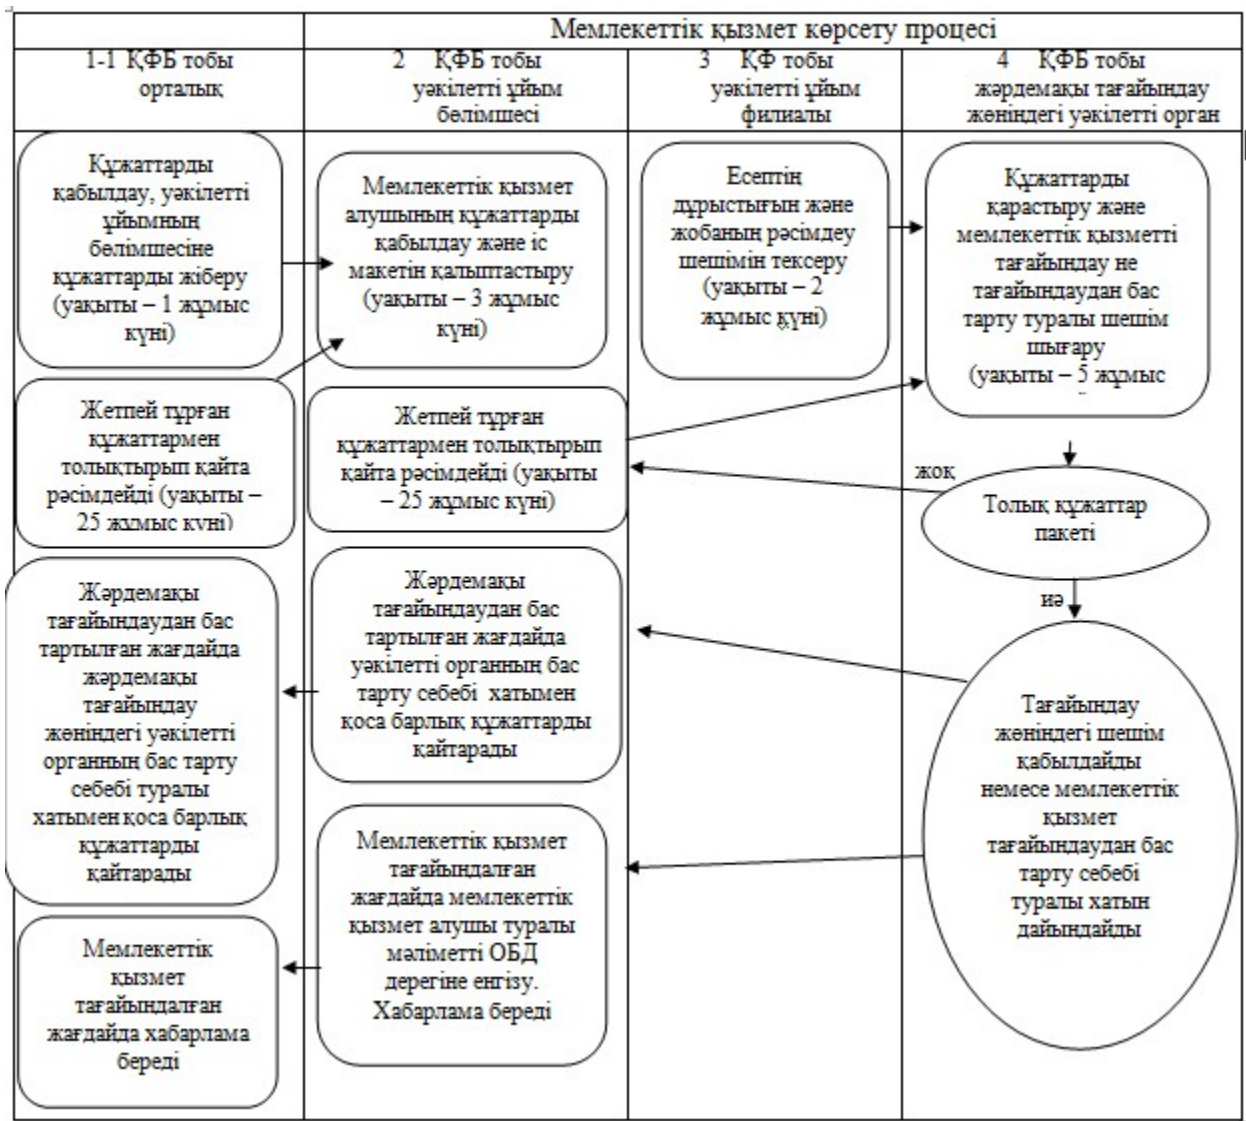 Мемлекеттік қызмет көрсету процесі
1-1 ҚФБ тобы
орталық
2 ҚФБ тобы
уәкілетті ұйым
бөлімшесі
3 ҚФ тобы
уәкілетті ұйым
филиалы
4 ҚФБ тобы
жәрдемақы тағайындау
жөніндегі уәкілетті орган
Құжаттарды
қабылдау, уәкілетті
ұйымның
бөлімшесіне
құжаттарды жіберу
(уақыты – 1 жұмыс
күні)
Мемлекеттік қызмет
алушының құжаттарды
қабылдау және іс
макетін қалыптастыру
(уақыты – 3 жұмыс
күні)
Есептің
дұрыстығын және
жобаның рәсімдеу
шешімін тексеру
(уақыты – 2
жұмыс күні)
Құжаттарды
қарастыру және
мемлекеттік қызметті
тағайындау не
тағайындаудан бас
тарту туралы шешім
шығару
(уақыты – 5 жұмыс
Жетпей тұрған
құжаттармен
толықтырып қайта
рәсімдейді (уақыты –
25 жұмыс күні)
Жетпей тұрған
құжаттармен толықтырып
қайта рәсімдейді (уақыты
– 25 жұмыс күні)
жоқ
Толық құжаттар
пакеті
иә
Жәрдемақы
тағайындаудан бас
тартылған жағдайда
жәрдемақы
тағайындау
жөніндегі уәкілетті
органның бас тарту
себебі туралы
хатымен қоса барлық
құжаттарды
қайтарады
Жәрдемақы
тағайындаудан бас
тартылған жағдайда
уәкілетті органның бас
тарту себебі хатымен
қоса барлық құжаттарды
қайтарады
Тағайындау
жөніндегі шешім
қабылдайды
немесе мемлекеттік
қызмет
тағайындаудан бас
тарту себебі
туралы хатын
дайындайды
Мемлекеттік қызмет
тағайындалған
жағдайда мемлекеттік
қызмет алушы туралы
мәліметті ОБД
дерегіне енгізу.
Хабарлама береді
Мемлекеттік
қызмет
тағайындалған
жағдайда хабарлама
береді